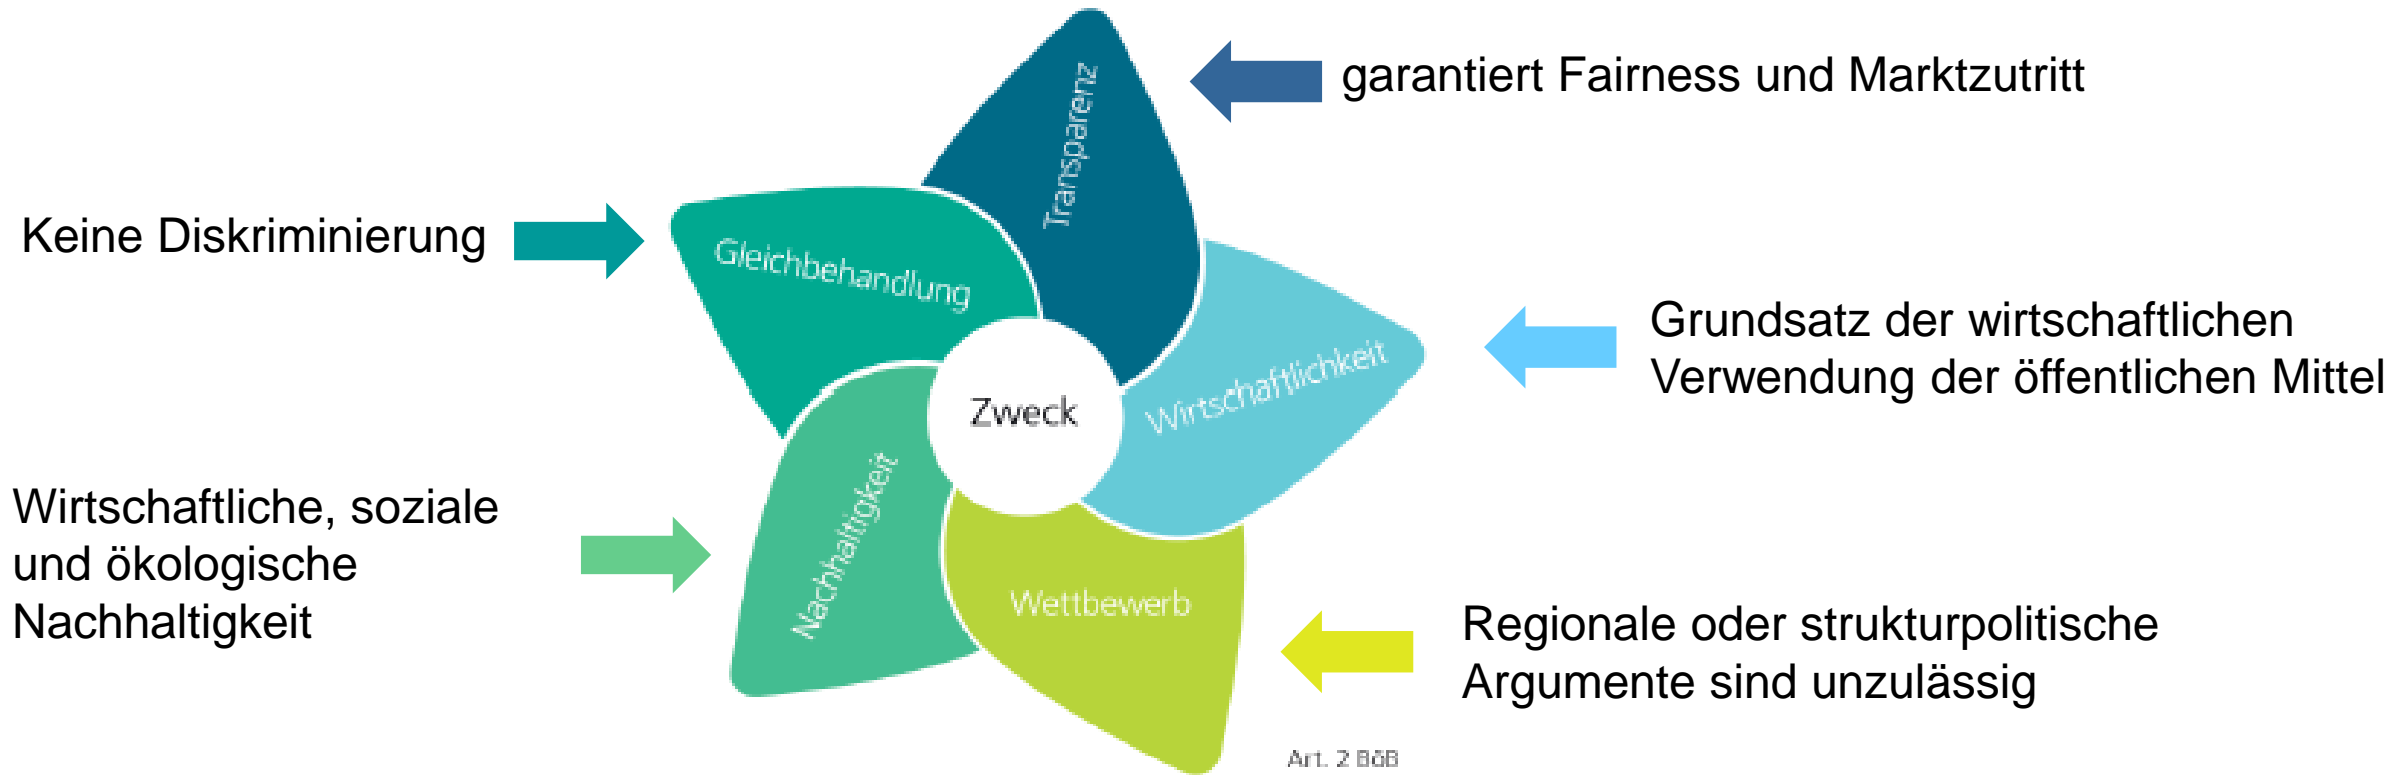 garantiert Fairness und Marktzutritt
Transparenz
Keine Diskriminierung
Gleichbehandlung
Grundsatz der wirtschaftlichen
Verwendung der öffentlichen Mittel
Wirtschaftlichkeit
Zweck
Wirtschaftliche, soziale
und ökologische
Nachhaltigkeit
Nachhaltigkeit
Wettbewerb
Regionale oder strukturpolitische
Argumente sind unzulässig
Art. 2 BöB